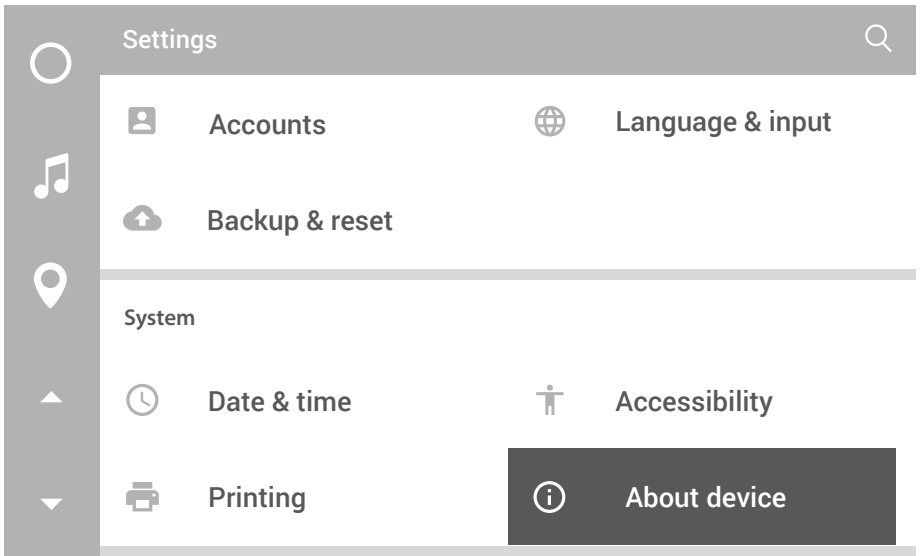 Settings
Accounts
Language & input
Backup & reset
System
Date & time
Accessibility
Printing
About device